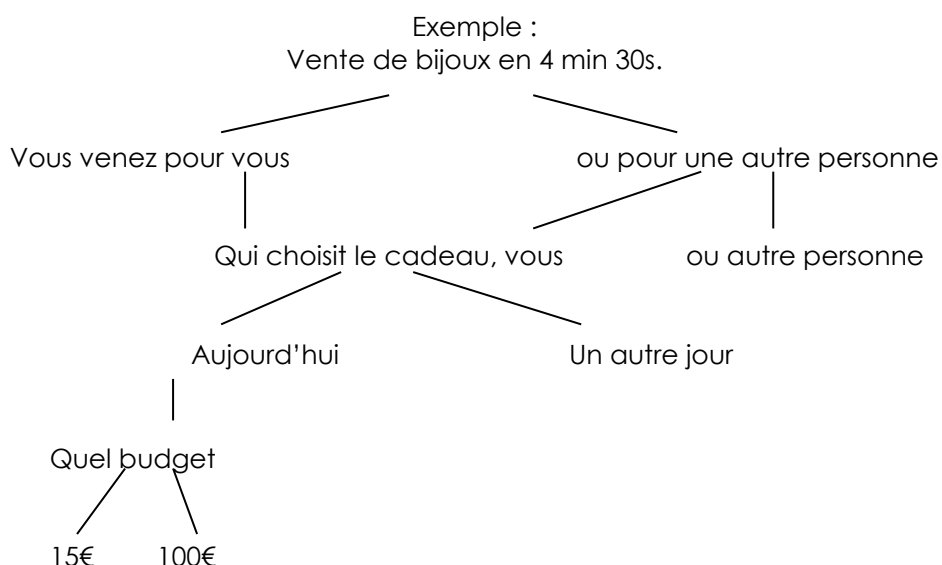 Exemple :
Vente de bijoux en 4 min 30s.
Vous venez pour vous
ou pour une autre personne
Qui choisit le cadeau, vous
ou autre personne
Aujourd’hui
Un autre jour
Quel budget
15€
100€